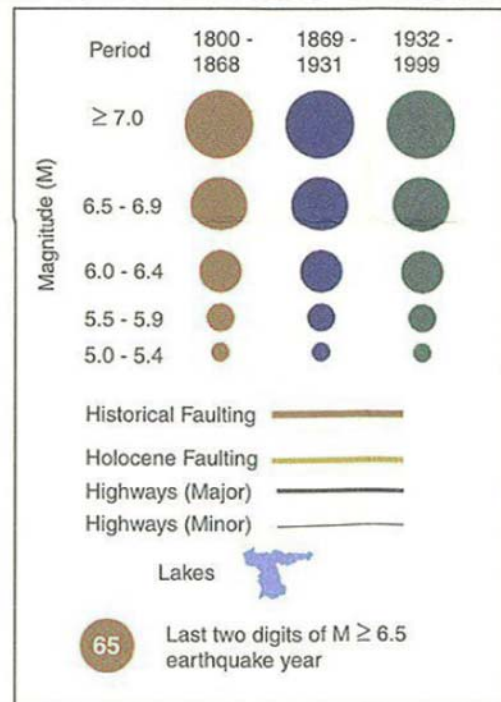 Period
1800 - 1868
1869 - 1931
1932 - 1999
Magnitude (M)
≥ 7.0
6.5 - 6.9
6.0 - 6.4
5.5 - 5.9
5.0 - 5.4
Historical Faulting
Holocene Faulting
Highways (Major)
Highways (Minor)
Lakes
65
Last two digits of M ≥ 6.5
earthquake year